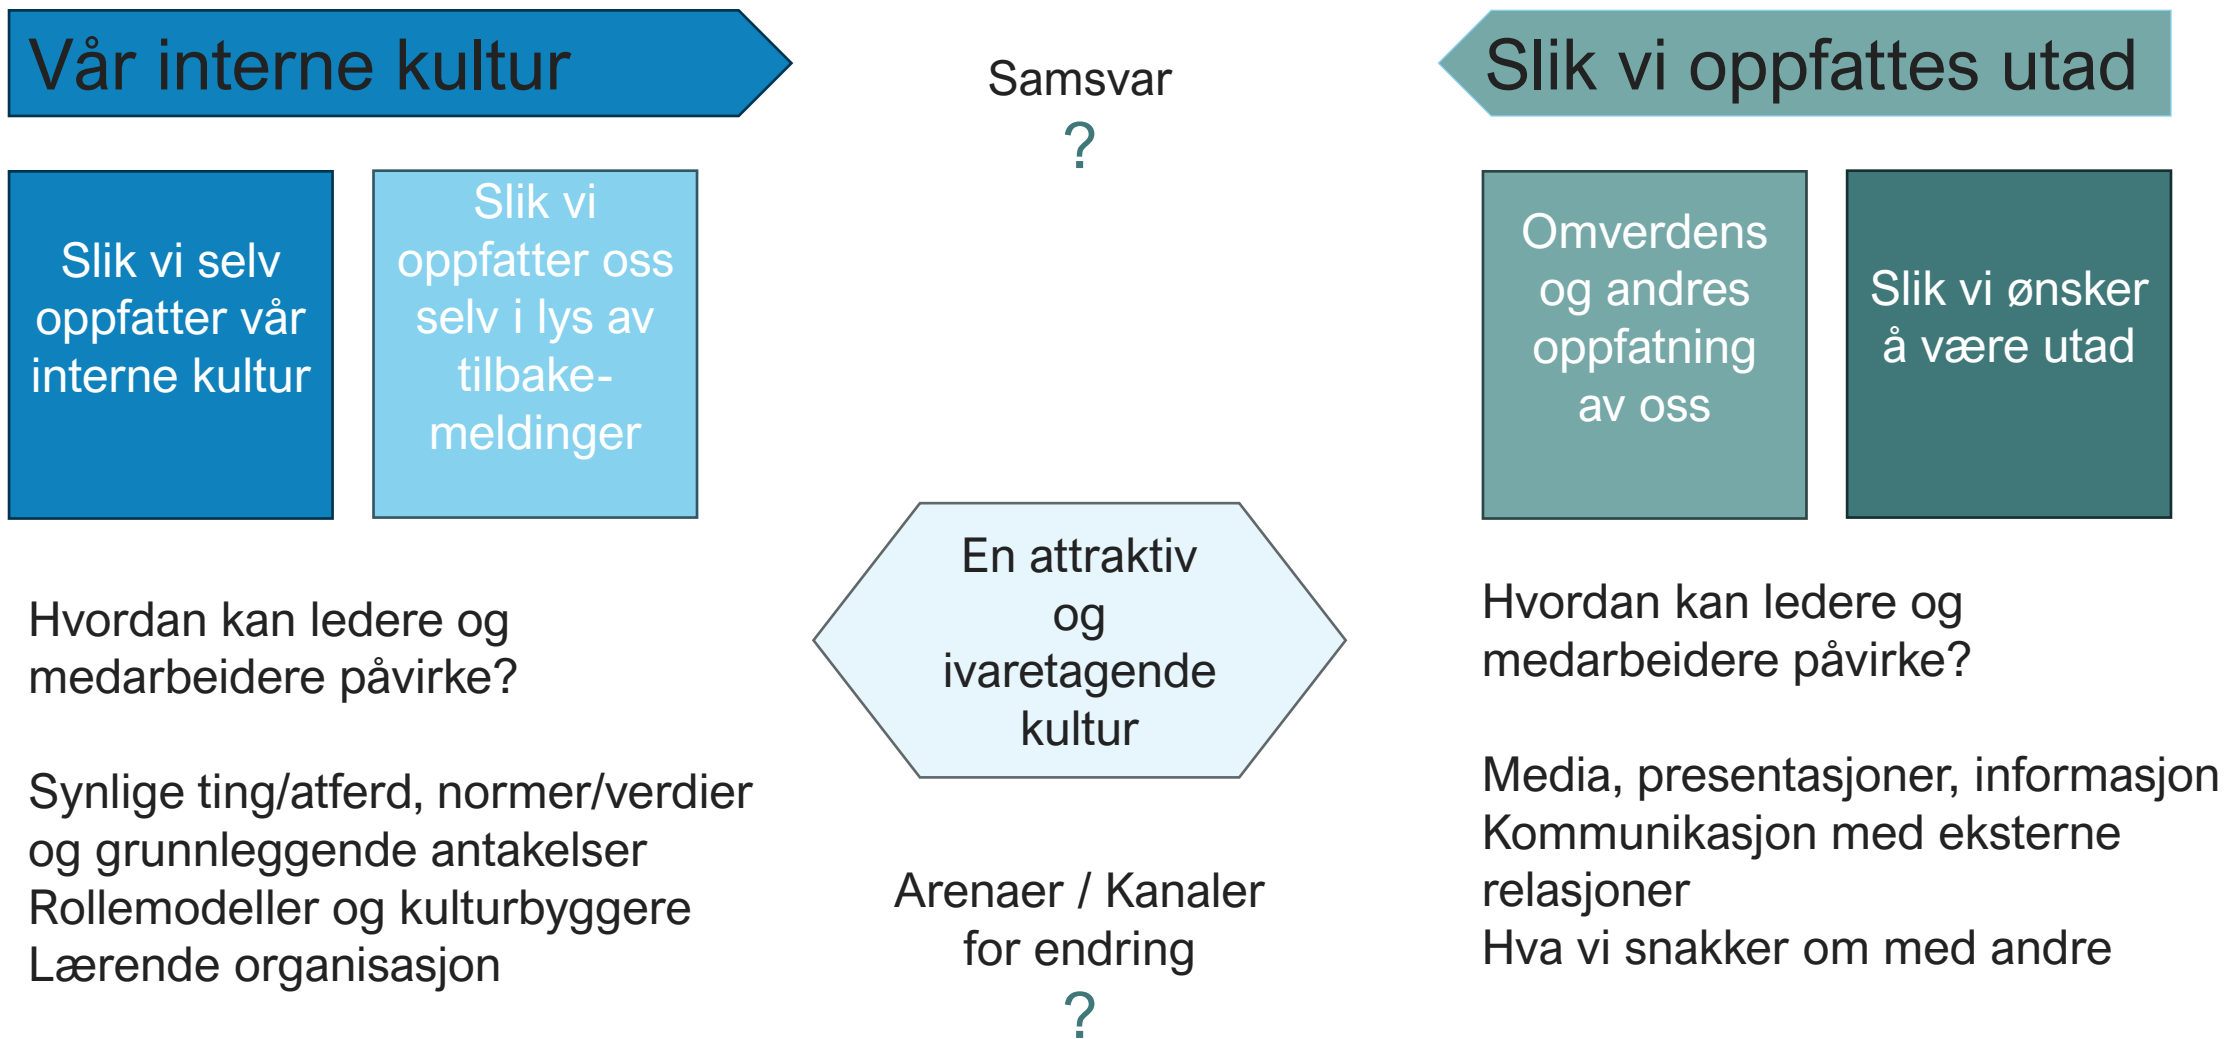 Vår interne kultur
Samsvar
?
Slik vi oppfattes utad
Slik vi selv
oppfatter vår
interne kultur
Slik vi
oppfatter oss
selv i lys av
tilbake-
meldinger
Omverdens
og andres
oppfatning
av oss
Slik vi ønsker
å være utad
Hvordan kan ledere og
medarbeidere påvirke?
Synlige ting/atferd, normer/verdier
og grunnleggende antakelser
Rollemodeller og kulturbyggere
Lærende organisasjon
En attraktiv
og
ivaretagende
kultur
Arenaer / Kanaler
for endring
?
Hvordan kan ledere og
medarbeidere påvirke?
Media, presentasjoner, informasjon
Kommunikasjon med eksterne
relasjoner
Hva vi snakker om med andre